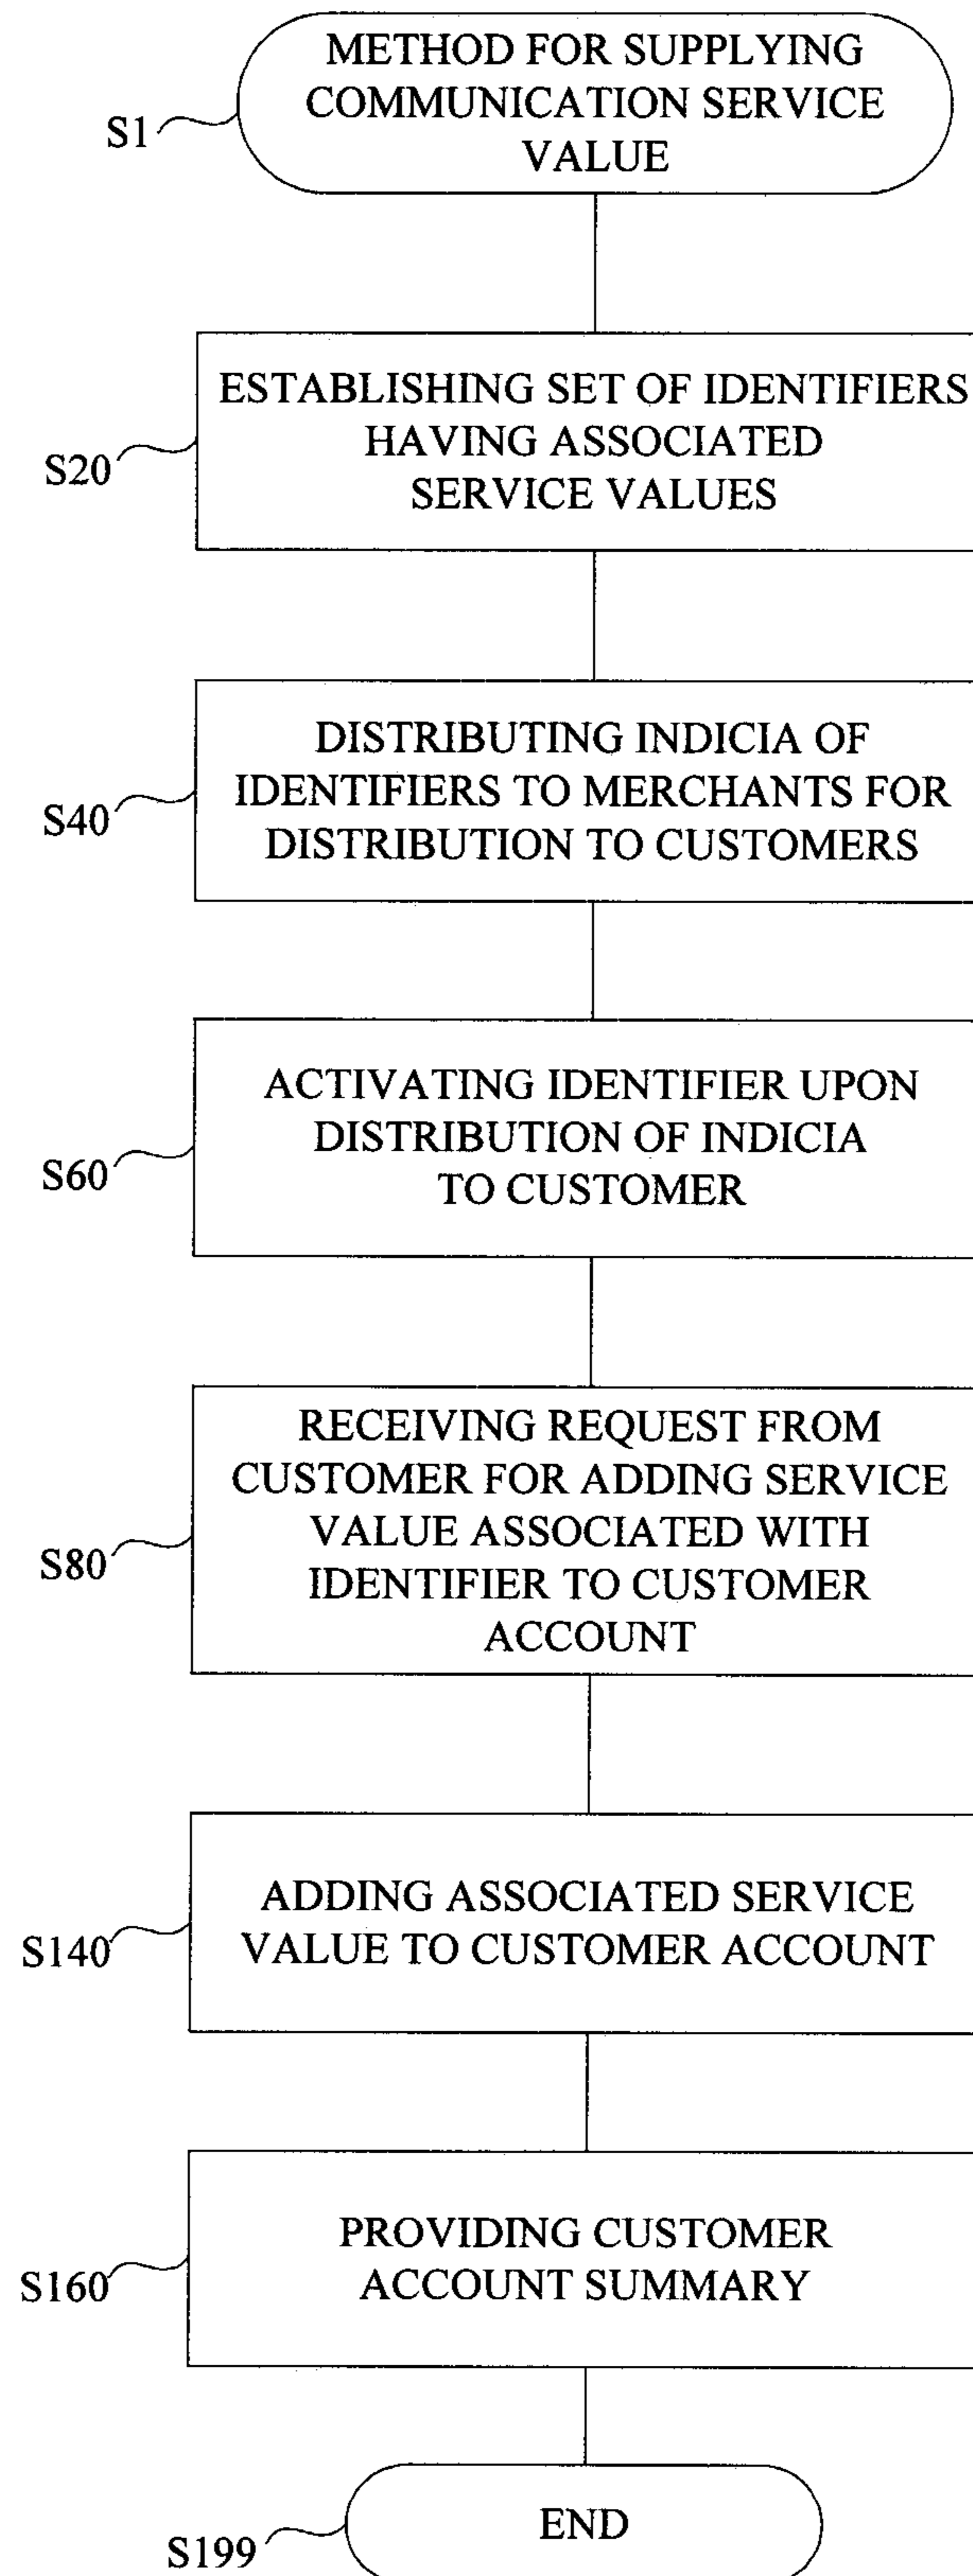 METHOD FOR SUPPLYING
COMMUNICATION SERVICE
VALUE
S1
ESTABLISHING SET OF IDENTIFIERS
HAVING ASSOCIATED
SERVICE VALUES
S20
DISTRIBUTING INDICIA OF
IDENTIFIERS TO MERCHANTS FOR
DISTRIBUTION TO CUSTOMERS
S40
ACTIVATING IDENTIFIER UPON
DISTRIBUTION OF INDICIA
TO CUSTOMER
S60
RECEIVING REQUEST FROM
CUSTOMER FOR ADDING SERVICE
VALUE ASSOCIATED WITH
IDENTIFIER TO CUSTOMER
ACCOUNT
S80
ADDING ASSOCIATED SERVICE
VALUE TO CUSTOMER ACCOUNT
S140
PROVIDING CUSTOMER
ACCOUNT SUMMARY
S160
END
S199